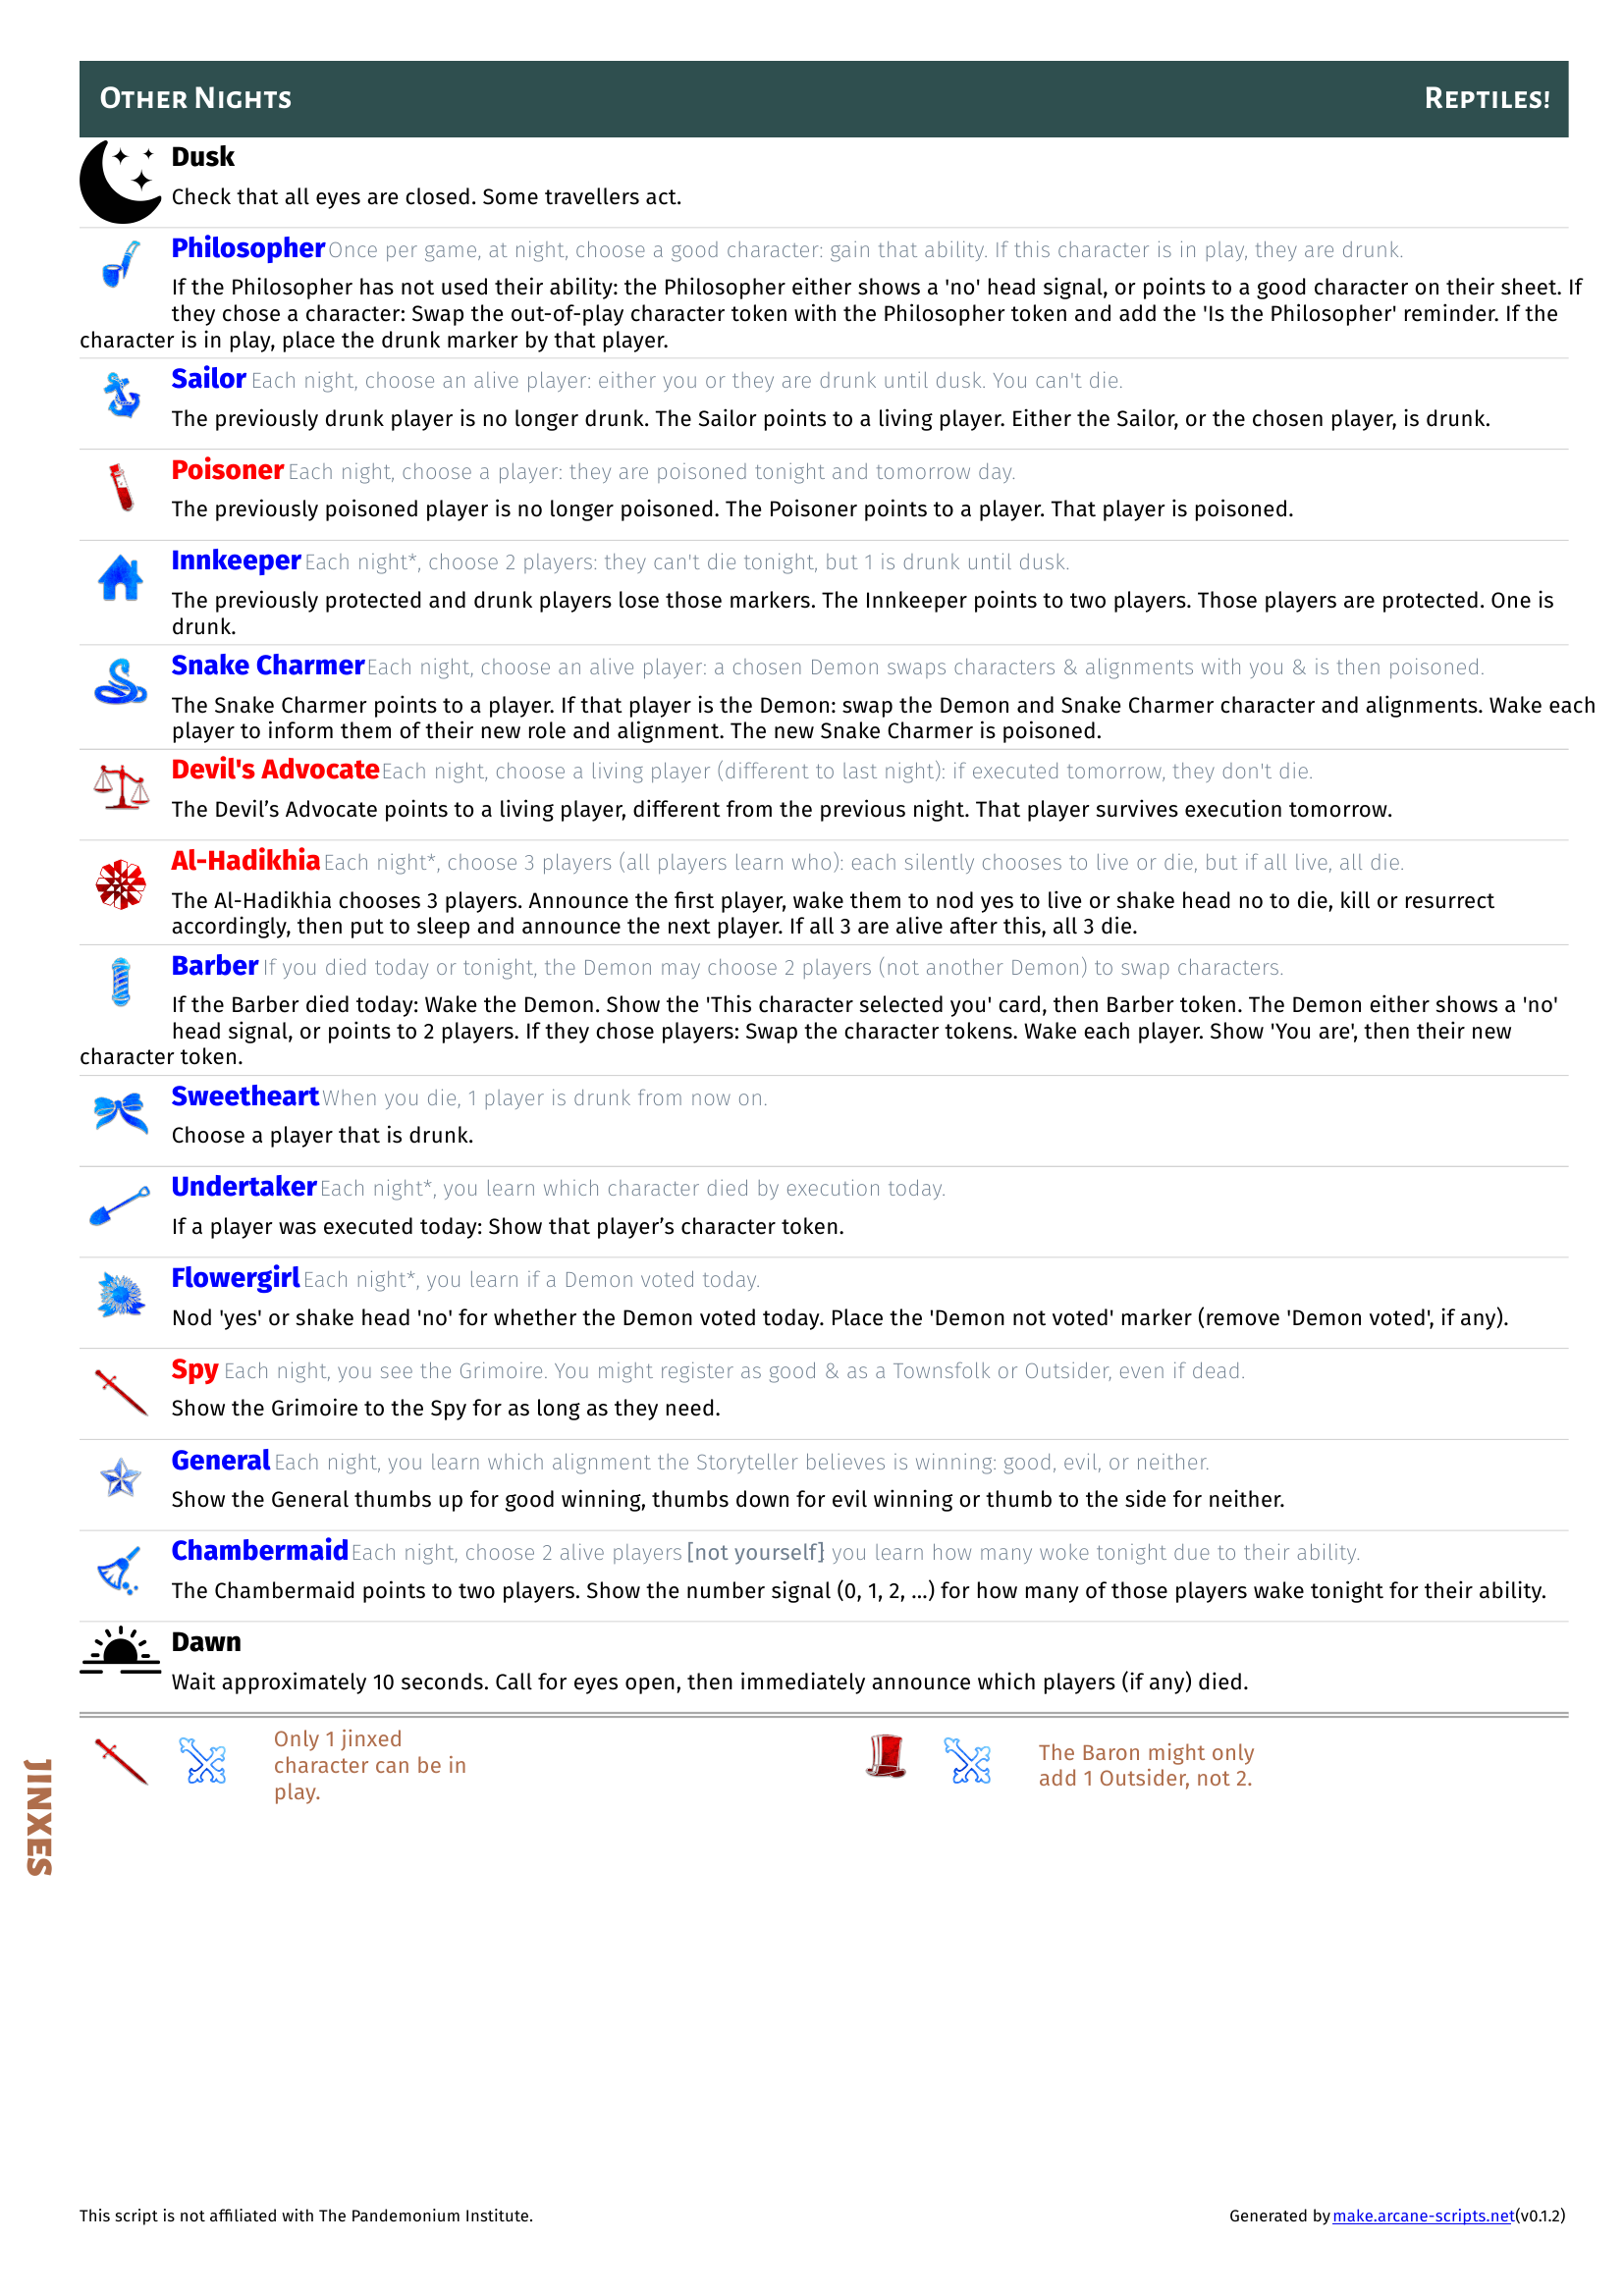 Other Nights
Reptiles!
Dusk
Check that all eyes are closed. Some travellers act.
Philosopher Once per game, at night, choose a good character: gain that ability. If this character is in play, they are drunk.
If the Philosopher has not used their ability: the Philosopher either shows a 'no' head signal, or points to a good character on their sheet. If
they chose a character: Swap the out-of-play character token with the Philosopher token and add the 'Is the Philosopher' reminder. If the
character is in play, place the drunk marker by that player.
Sailor Each night, choose an alive player: either you or they are drunk until dusk. You can't die.
The previously drunk player is no longer drunk. The Sailor points to a living player. Either the Sailor, or the chosen player, is drunk.
Poisoner Each night, choose a player: they are poisoned tonight and tomorrow day.
The previously poisoned player is no longer poisoned. The Poisoner points to a player. That player is poisoned.
Innkeeper Each night*, choose 2 players: they can't die tonight, but 1 is drunk until dusk.
The previously protected and drunk players lose those markers. The Innkeeper points to two players. Those players are protected. One is
drunk.
Snake Charmer Each night, choose an alive player: a chosen Demon swaps characters & alignments with you & is then poisoned.
The Snake Charmer points to a player. If that player is the Demon: swap the Demon and Snake Charmer character and alignments. Wake each
player to inform them of their new role and alignment. The new Snake Charmer is poisoned.
Devil's Advocate Each night, choose a living player (different to last night): if executed tomorrow, they don't die.
The Devil’s Advocate points to a living player, different from the previous night. That player survives execution tomorrow.
Al-Hadikhia Each night*, choose 3 players (all players learn who): each silently chooses to live or die, but if all live, all die.
The Al-Hadikhia chooses 3 players. Announce the first player, wake them to nod yes to live or shake head no to die, kill or resurrect
accordingly, then put to sleep and announce the next player. If all 3 are alive after this, all 3 die.
Barber If you died today or tonight, the Demon may choose 2 players (not another Demon) to swap characters.
If the Barber died today: Wake the Demon. Show the 'This character selected you' card, then Barber token. The Demon either shows a 'no'
head signal, or points to 2 players. If they chose players: Swap the character tokens. Wake each player. Show 'You are', then their new
character token.
Sweetheart When you die, 1 player is drunk from now on.
Choose a player that is drunk.
Undertaker Each night*, you learn which character died by execution today.
If a player was executed today: Show that player’s character token.
Flowergirl Each night*, you learn if a Demon voted today.
Nod 'yes' or shake head 'no' for whether the Demon voted today. Place the 'Demon not voted' marker (remove 'Demon voted', if any).
Spy Each night, you see the Grimoire. You might register as good & as a Townsfolk or Outsider, even if dead.
Show the Grimoire to the Spy for as long as they need.
General Each night, you learn which alignment the Storyteller believes is winning: good, evil, or neither.
Show the General thumbs up for good winning, thumbs down for evil winning or thumb to the side for neither.
Chambermaid Each night, choose 2 alive players [not yourself] you learn how many woke tonight due to their ability.
The Chambermaid points to two players. Show the number signal (0, 1, 2, …) for how many of those players wake tonight for their ability.
Dawn
Wait approximately 10 seconds. Call for eyes open, then immediately announce which players (if any) died.
JINXES
Only 1 jinxed
character can be in
play.
The Baron might only
add 1 Outsider, not 2.
This script is not affiliated with The Pandemonium Institute.
Generated by make.arcane-scripts.net(v0.1.2)